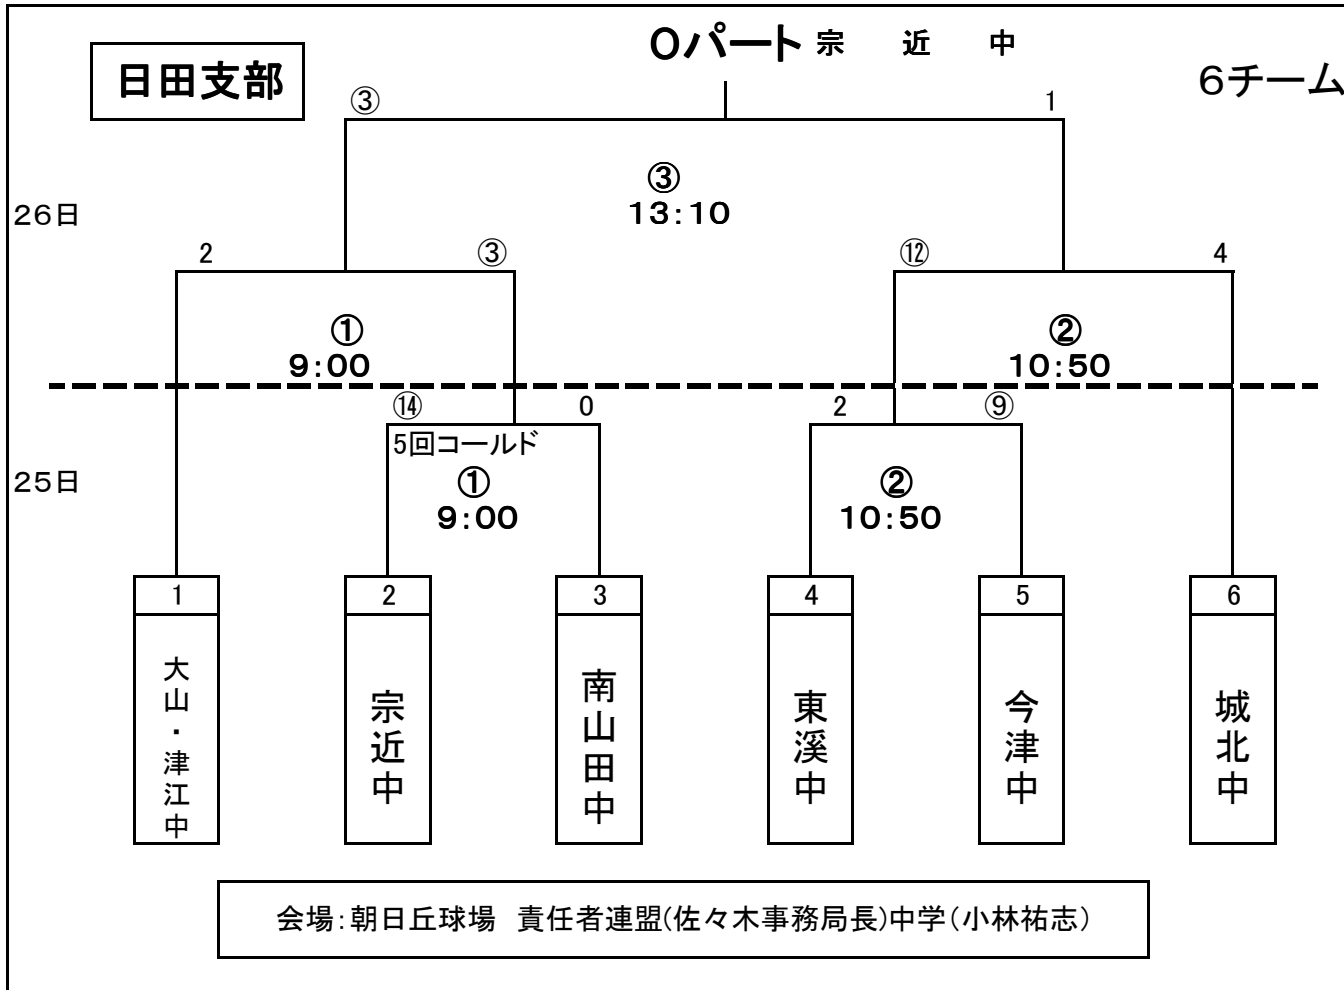 Oパート 宗 近 中
日田支部
6チーム
③ 1
③
13:10
26日
2 ③ ⑫ 4
① ②
9:00 10:50
⑭ 0 2 ⑨
5回コールド
25日
① ②
9:00 10:50
1 2 3 4 5 6
大山・津江中
宗近中
南山田中
東溪中
今津中
城北中
会場:朝日丘球場 責任者連盟(佐々木事務局長)中学(小林祐志)